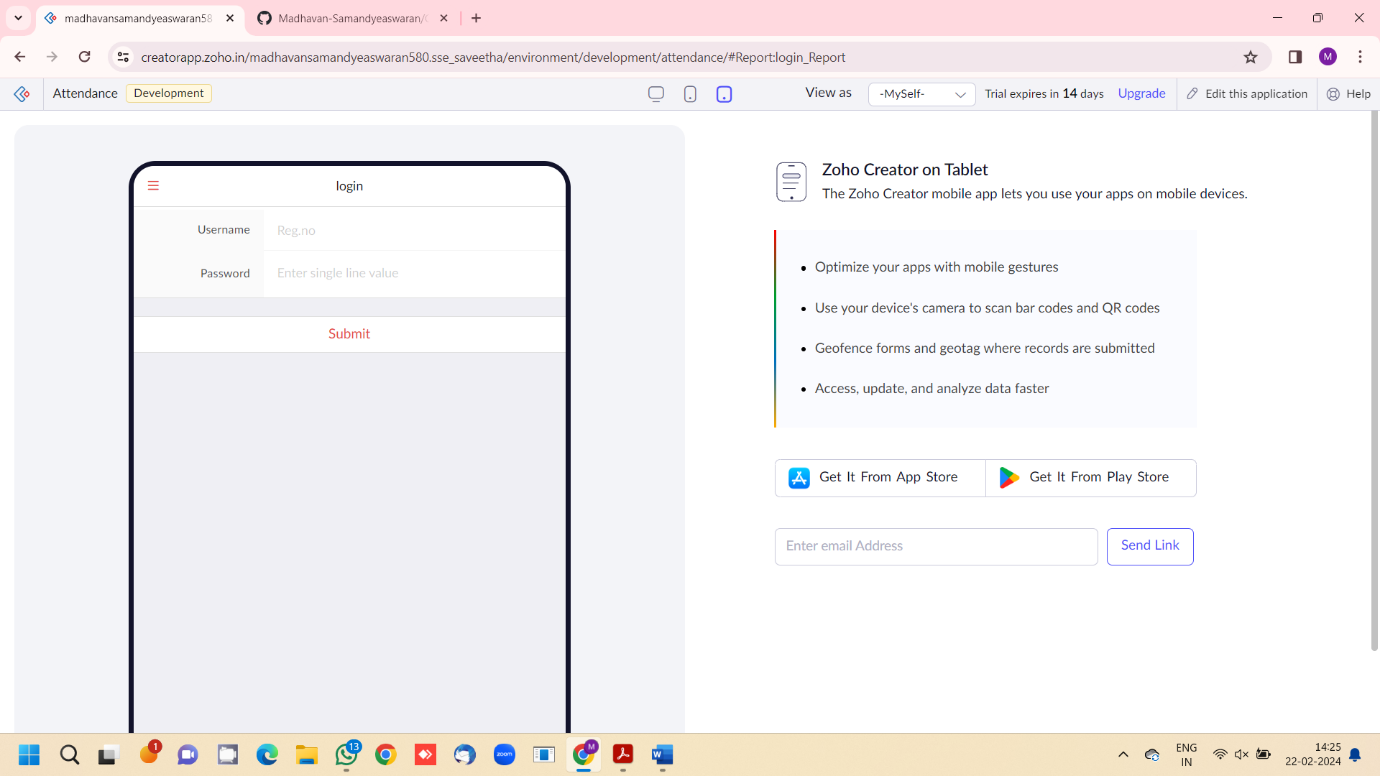 madhavansamandyeaswaran58
Madhavan-Samandyeaswaran/
creatorapp.zoho.in/madhavansamandyeaswaran580.sse_saveetha/environment/development/attendance/#Report:login_Report
M
Attendance
Development
View as
-MySelf-
Trial expires in 14 days
Upgrade
Edit this application
Help
login
Username
Reg.no
Password
Enter single line value
Submit
Zoho Creator on Tablet
The Zoho Creator mobile app lets you use your apps on mobile devices.
• Optimize your apps with mobile gestures
• Use your device's camera to scan bar codes and QR codes
• Geofence forms and geotag where records are submitted
• Access, update, and analyze data faster
Get It From App Store
Get It From Play Store
Enter email Address
Send Link
1
13
zoom
M
W
ENG
IN
14:25
22-02-2024